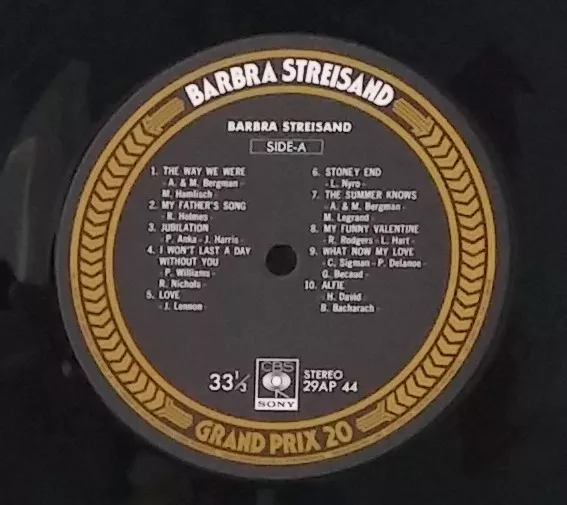 BARBRA STREISAND
BARBRA STREISAND
SIDE-A
1. THE WAY WE WERE
- A. & M. Bergman -
M. Hamlisch -
2. MY FATHER'S SONG
- R. Holmes -
3. JUBILATION
- P. Anka - J. Harris -
4. I WON'T LAST A DAY
WITHOUT YOU
- P. Williams -
R. Nichols -
5. LOVE
- J. Lennon -
6. STONEY END
- L. Nyro -
7. THE SUMMER KNOWS
- A. & M. Bergman -
M. Legrand -
8. MY FUNNY VALENTINE
- R. Rodgers - L. Hart -
9. WHAT NOW MY LOVE
- C. Sigman - P. Delanoe -
G. Becaud -
10. ALFIE
- H. David -
B. Bacharach -
33⅓
CBS
SONY
STEREO
29AP 44
GRAND PRIX 20